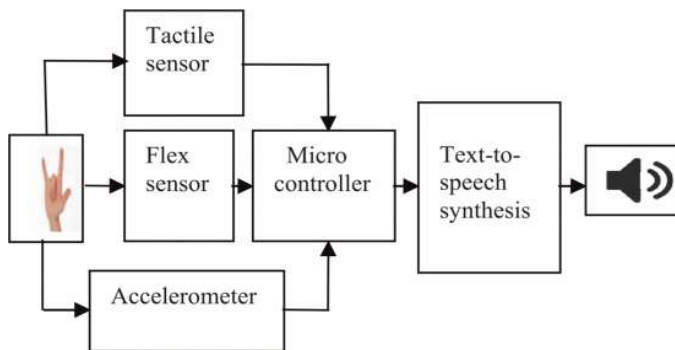 Tactile
sensor
Flex
sensor
Micro
controller
Text-to-
speech
synthesis
Accelerometer